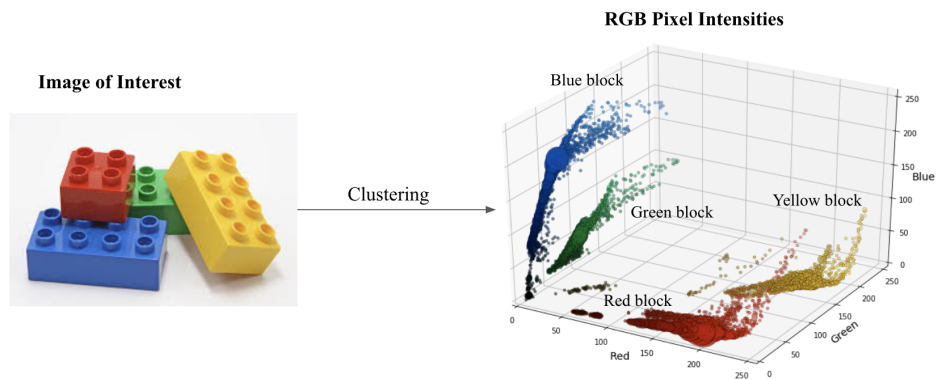 RGB Pixel Intensities
Image of Interest
Clustering
Blue block
Green block
Yellow block
Red block
250
200
150
100
50
0
Blue
0
50
100
150
200
250
Red
0
50
100
150
200
250
Green